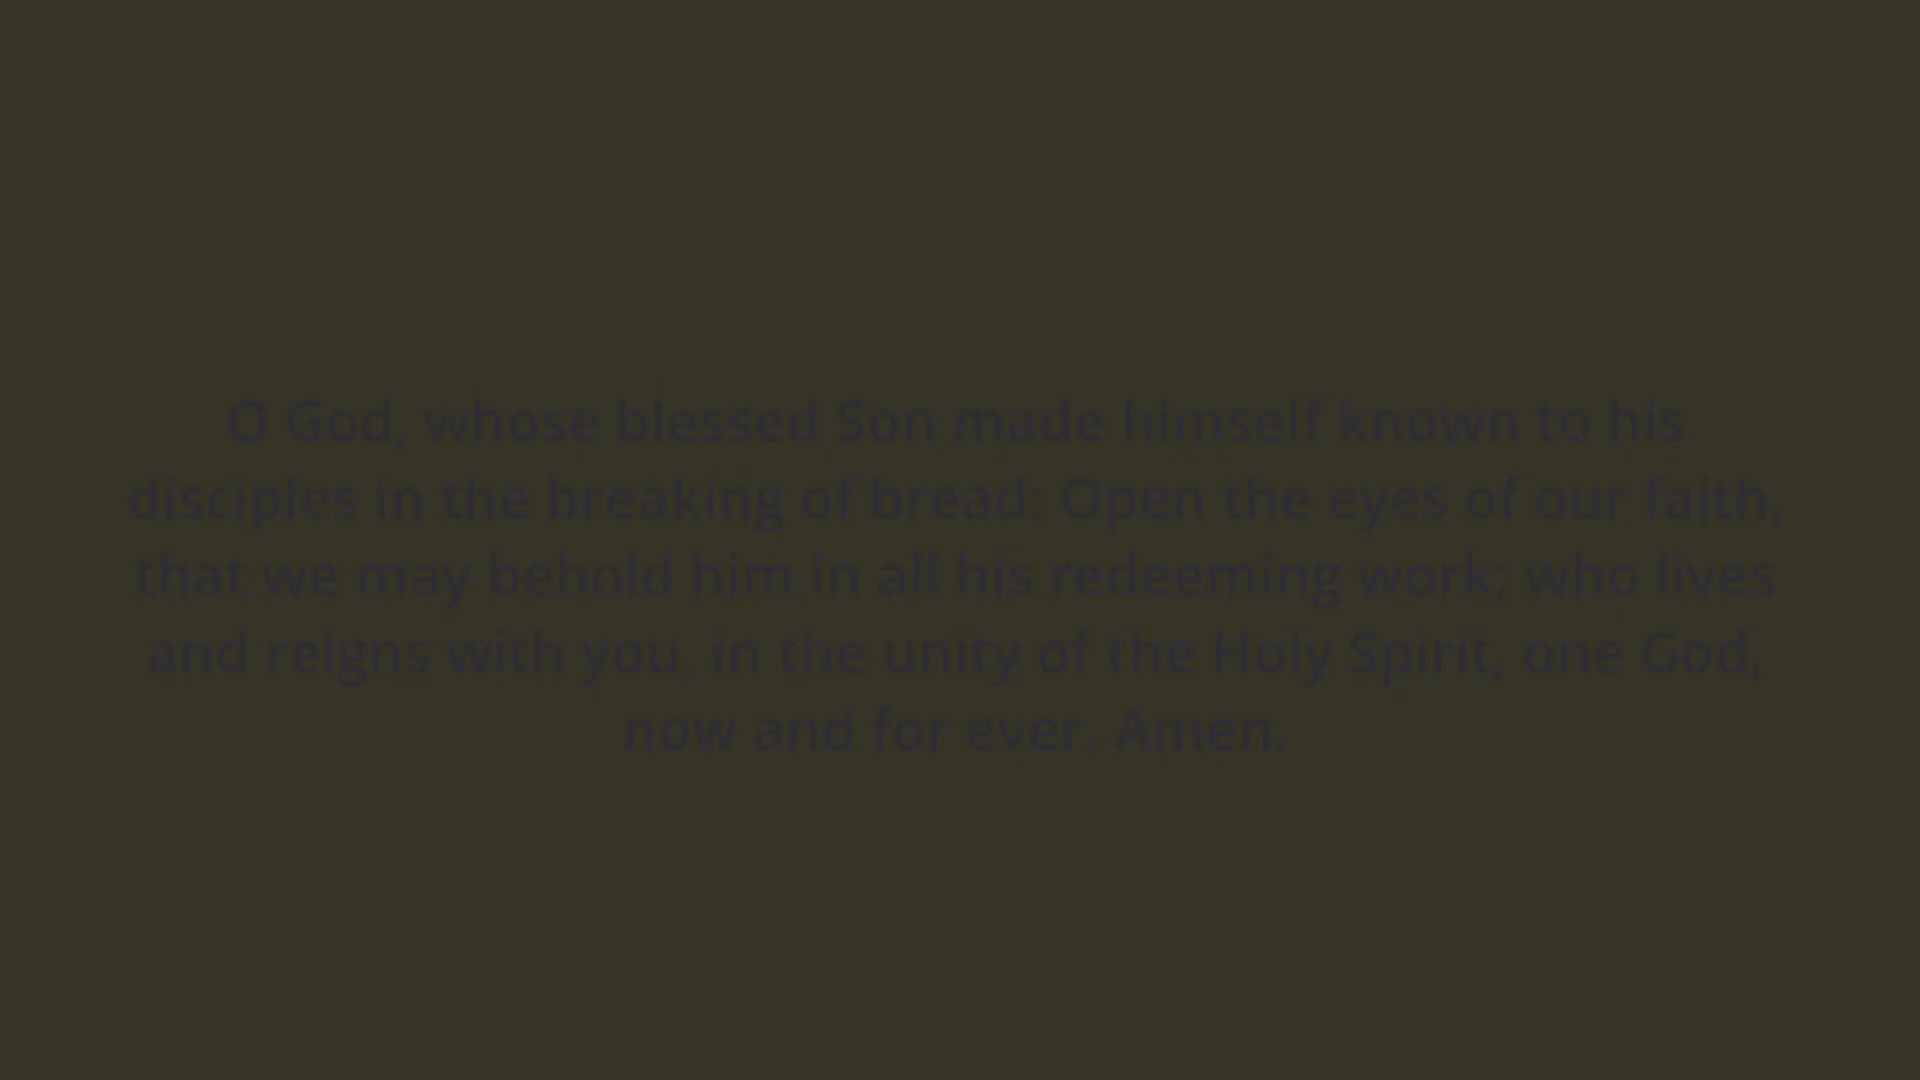 O God, whose blessed Son made himself known to his
disciples in the breaking of bread: Open the eyes of our faith,
that we may behold him in all his redeeming work; who lives
and reigns with you, in the unity of the Holy Spirit, one God,
now and for ever. Amen.